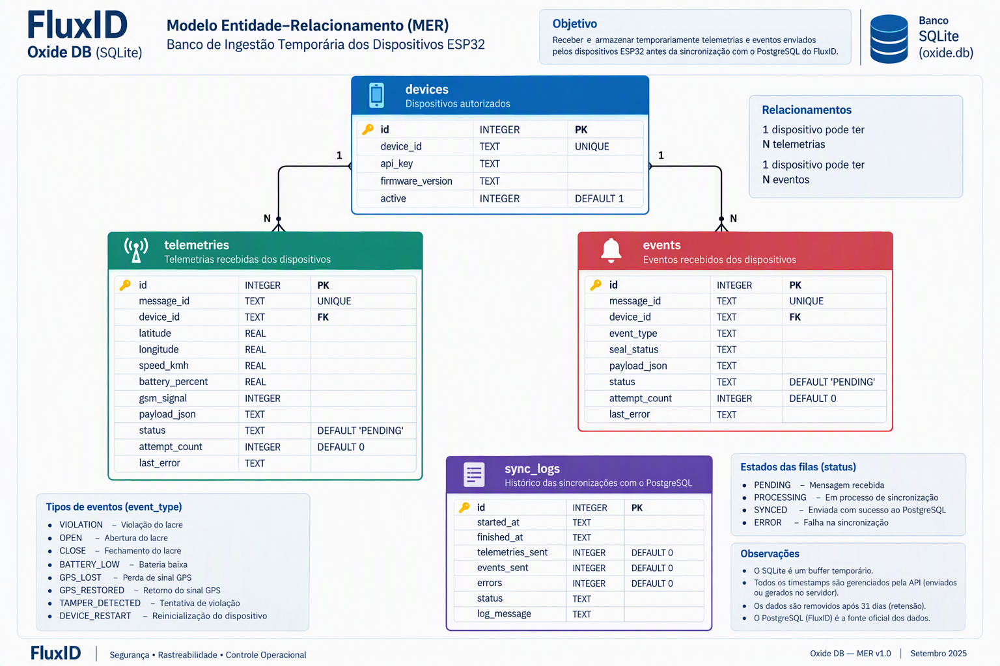 FluxID
Oxide DB (SQLite)
Modelo Entidade–Relacionamento (MER)
Banco de Ingestão Temporária dos Dispositivos ESP32
Objetivo
Receber e armazenar temporariamente telemetrias e eventos enviados
pelos dispositivos ESP32 antes da sincronização com o PostgreSQL do FluxID.
Banco
SQLite
(oxide.db)
devices
Dispositivos autorizados
id INTEGER PK
device_id TEXT UNIQUE
api_key TEXT
firmware_version TEXT
active INTEGER DEFAULT 1
1
1
N
N
Relacionamentos
1 dispositivo pode ter
N telemetrias
1 dispositivo pode ter
N eventos
telemetries
Telemetrias recebidas dos dispositivos
id INTEGER PK
message_id TEXT UNIQUE
device_id TEXT FK
latitude REAL
longitude REAL
speed_kmh REAL
battery_percent REAL
gsm_signal INTEGER
payload_json TEXT
status TEXT DEFAULT 'PENDING'
attempt_count INTEGER DEFAULT 0
last_error TEXT
events
Eventos recebidos dos dispositivos
id INTEGER PK
message_id TEXT UNIQUE
device_id TEXT FK
event_type TEXT
seal_status TEXT
payload_json TEXT
status TEXT DEFAULT 'PENDING'
attempt_count INTEGER DEFAULT 0
last_error TEXT
sync_logs
Histórico das sincronizações com o PostgreSQL
id INTEGER PK
started_at TEXT
finished_at TEXT
telemetries_sent INTEGER DEFAULT 0
events_sent INTEGER DEFAULT 0
errors INTEGER DEFAULT 0
status TEXT
log_message TEXT
Tipos de eventos (event_type)
• VIOLATION – Violação do lacre
• OPEN – Abertura do lacre
• CLOSE – Fechamento do lacre
• BATTERY_LOW – Bateria baixa
• GPS_LOST – Perda de sinal GPS
• GPS_RESTORED – Retorno do sinal GPS
• TAMPER_DETECTED – Tentativa de violação
• DEVICE_RESTART – Reinicialização do dispositivo
Estados das filas (status)
• PENDING – Mensagem recebida
• PROCESSING – Em processo de sincronização
• SYNCED – Enviada com sucesso ao PostgreSQL
• ERROR – Falha na sincronização
Observações
• O SQLite é um buffer temporário.
• Todos os timestamps são gerenciados pela API (enviados
ou gerados no servidor).
• Os dados são removidos após 31 dias (retensão).
• O PostgreSQL (FluxID) é a fonte oficial dos dados.
FluxID | Segurança • Rastreabilidade • Controle Operacional
Oxide DB — MER v1.0 | Setembro 2025